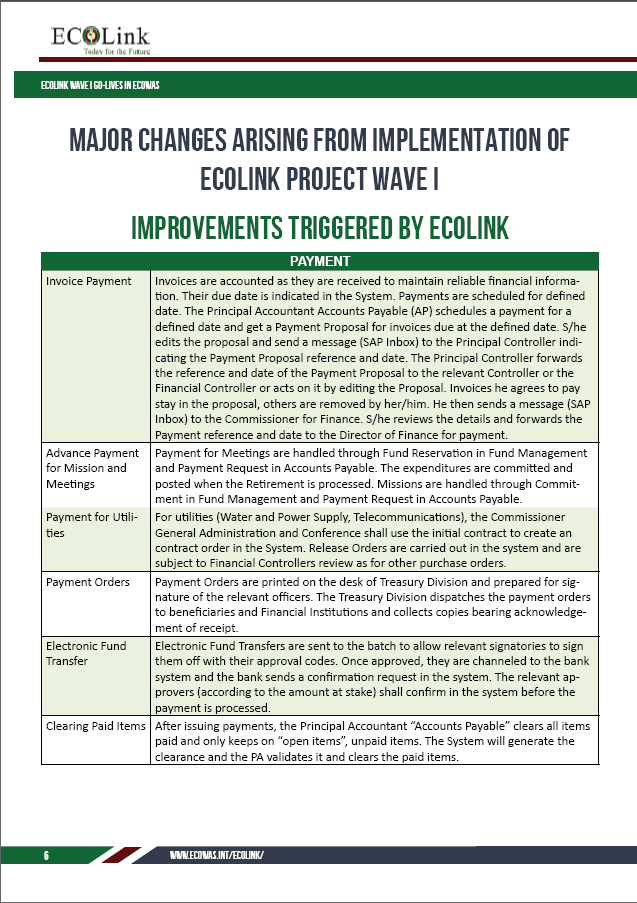 ECOLink
Today for the Future
ECOLINK WAVE I GO-LIVES IN ECOWAS
MAJOR CHANGES ARISING FROM IMPLEMENTATION OF
ECOLINK PROJECT WAVE I
IMPROVEMENTS TRIGGERED BY ECOLINK
PAYMENT
Invoice Payment
Invoices are accounted as they are received to maintain reliable financial informa-
tion. Their due date is indicated in the System. Payments are scheduled for defined
date. The Principal Accountant Accounts Payable (AP) schedules a payment for a
defined date and get a Payment Proposal for invoices due at the defined date. S/he
edits the proposal and send a message (SAP Inbox) to the Principal Controller indi-
cating the Payment Proposal reference and date. The Principal Controller forwards
the reference and date of the Payment Proposal to the relevant Controller or the
Financial Controller or acts on it by editing the Proposal. Invoices he agrees to pay
stay in the proposal, others are removed by her/him. He then sends a message (SAP
Inbox) to the Commissioner for Finance. S/he reviews the details and forwards the
Payment reference and date to the Director of Finance for payment.
Advance Payment
for Mission and
Meetings
Payment for Meetings are handled through Fund Reservation in Fund Management
and Payment Request in Accounts Payable. The expenditures are committed and
posted when the Retirement is processed. Missions are handled through Commit-
ment in Fund Management and Payment Request in Accounts Payable.
Payment for Utili-
ties
For utilities (Water and Power Supply, Telecommunications), the Commissioner
General Administration and Conference shall use the initial contract to create an
contract order in the System. Release Orders are carried out in the system and are
subject to Financial Controllers review as for other purchase orders.
Payment Orders
Payment Orders are printed on the desk of Treasury Division and prepared for sig-
nature of the relevant officers. The Treasury Division dispatches the payment orders
to beneficiaries and Financial Institutions and collects copies bearing acknowledge-
ment of receipt.
Electronic Fund
Transfer
Electronic Fund Transfers are sent to the batch to allow relevant signatories to sign
them off with their approval codes. Once approved, they are channeled to the bank
system and the bank sends a confirmation request in the system. The relevant ap-
provers (according to the amount at stake) shall confirm in the system before the
payment is processed.
Clearing Paid Items
After issuing payments, the Principal Accountant “Accounts Payable” clears all items
paid and only keeps on “open items”, unpaid items. The System will generate the
clearance and the PA validates it and clears the paid items.
6
WWW.ECOWAS.INT/ECOLINK/